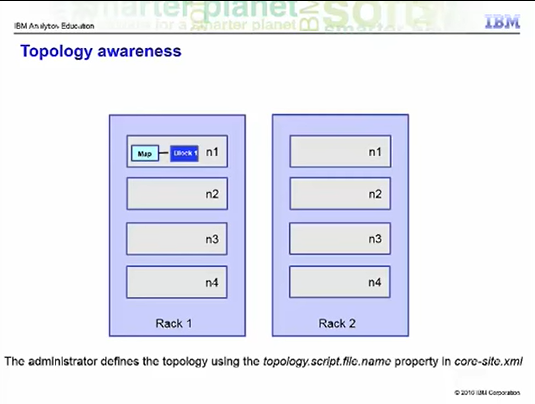 smarter planet
IBM Analytics Education
IBM
Topology awareness
Map
Block 1
n1
n2
n3
n4
Rack 1
n1
n2
n3
n4
Rack 2
The administrator defines the topology using the topology.script.file.name property in core-site.xml
© 2010 IBM Corporation